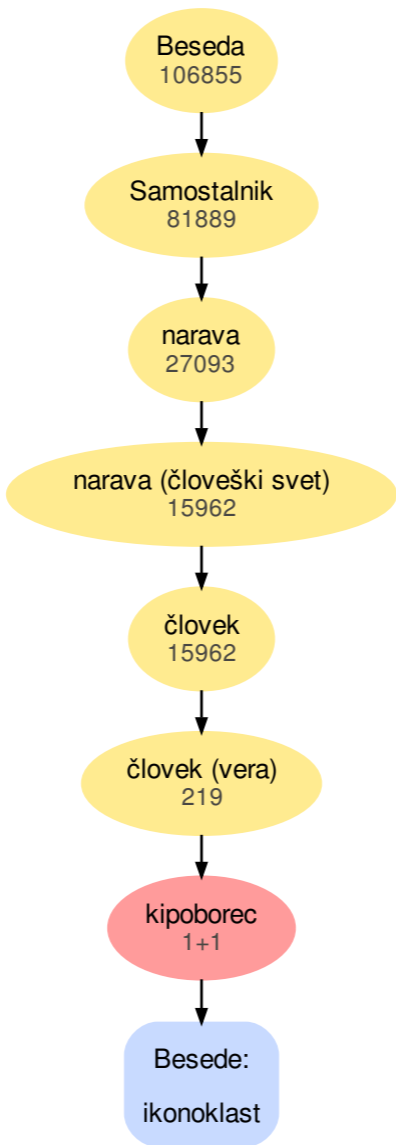 Beseda
106855
Samostalnik
81889
narava
27093
narava (človeški svet)
15962
človek
15962
človek (vera)
219
kipoborec
1+1
Besede:
ikonoklast